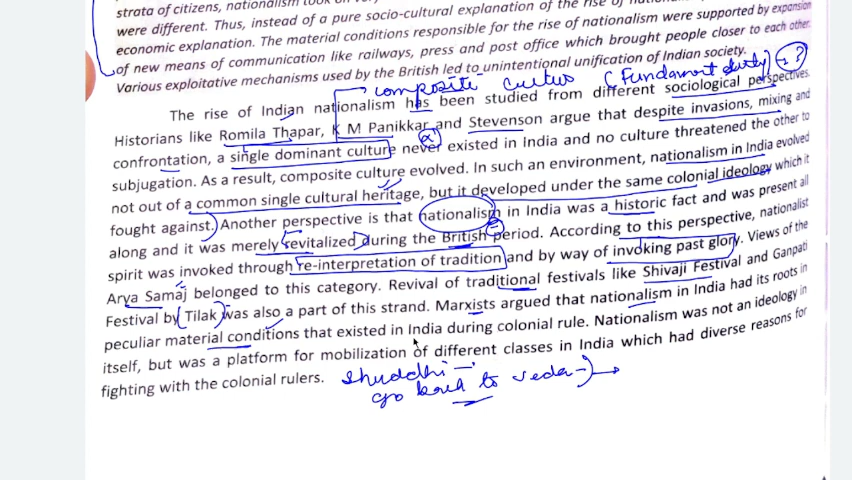 strata of citizens, nationalism took on
were different. Thus, instead of a pure socio-cultural explanation of the rise of
economic explanation. The material conditions responsible for the rise of nationalism were supported by expansion
of new means of communication like railways, press and post office which brought people closer to each other.
Various exploitative mechanisms used by the British led to unintentional unification of Indian society.
composite culture (Fundament duty)
The rise of Indian nationalism has been studied from different sociological perspectives.
Historians like Romila Thapar, K M Panikkar and Stevenson argue that despite invasions, mixing and
confrontation, a single dominant culture never existed in India and no culture threatened the other to
subjugation. As a result, composite culture evolved. In such an environment, nationalism in India evolved
not out of a common single cultural heritage, but it developed under the same colonial ideology which it
fought against. Another perspective is that nationalism in India was a historic fact and was present all
along and it was merely revitalized during the British period. According to this perspective, nationalist
spirit was invoked through re-interpretation of tradition and by way of invoking past glory. Views of the
Arya Samaj belonged to this category. Revival of traditional festivals like Shivaji Festival and Ganpati
Festival by Tilak was also a part of this strand. Marxists argued that nationalism in India had its roots in
peculiar material conditions that existed in India during colonial rule. Nationalism was not an ideology in
itself, but was a platform for mobilization of different classes in India which had diverse reasons for
fighting with the colonial rulers.
Shuddhi -
go back to veda -